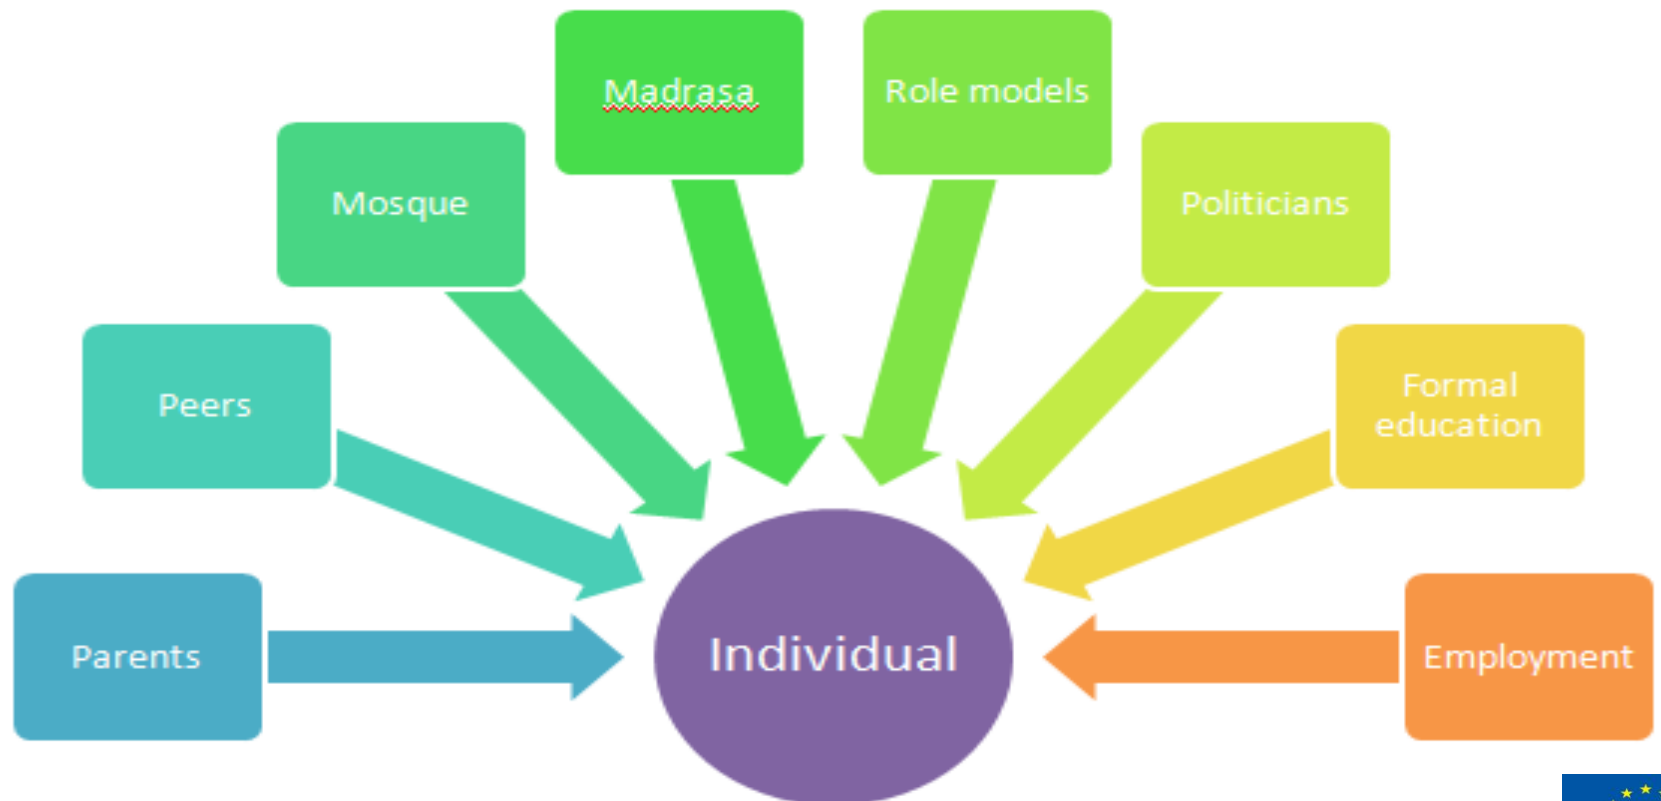 Madrasa
Role models
Mosque
Politicians
Peers
Formal
education
Parents
Individual
Employment